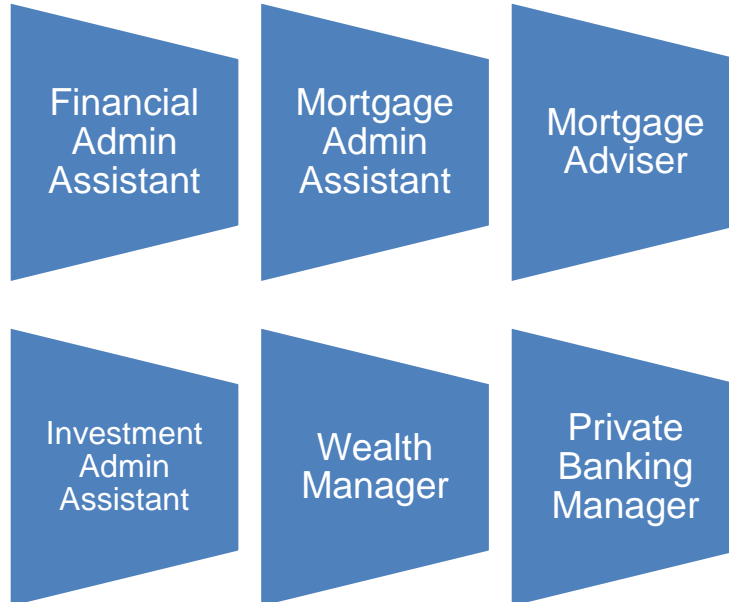 Financial
Admin
Assistant
Mortgage
Admin
Assistant
Mortgage
Adviser
Investment
Admin
Assistant
Wealth
Manager
Private
Banking
Manager